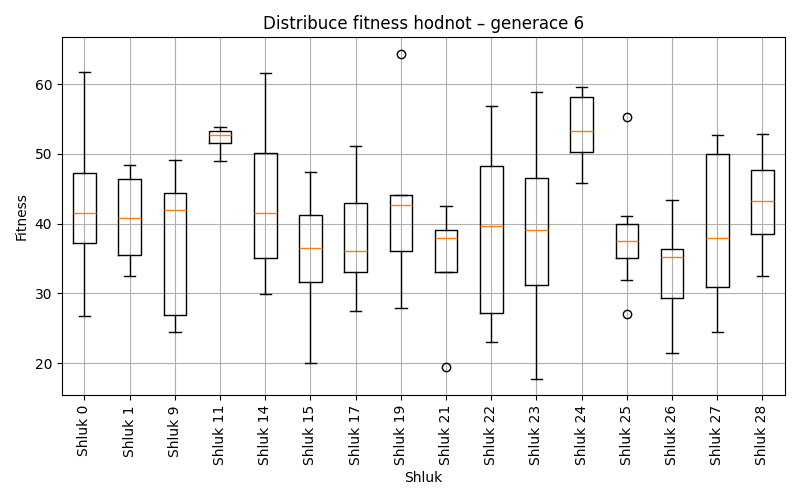 Distribuce fitness hodnot – generace 6
Fitness
60
50
40
30
20
Shluk 0
Shluk 1
Shluk 9
Shluk 11
Shluk 14
Shluk 15
Shluk 17
Shluk 19
Shluk 21
Shluk 22
Shluk 23
Shluk 24
Shluk 25
Shluk 26
Shluk 27
Shluk 28
Shluk